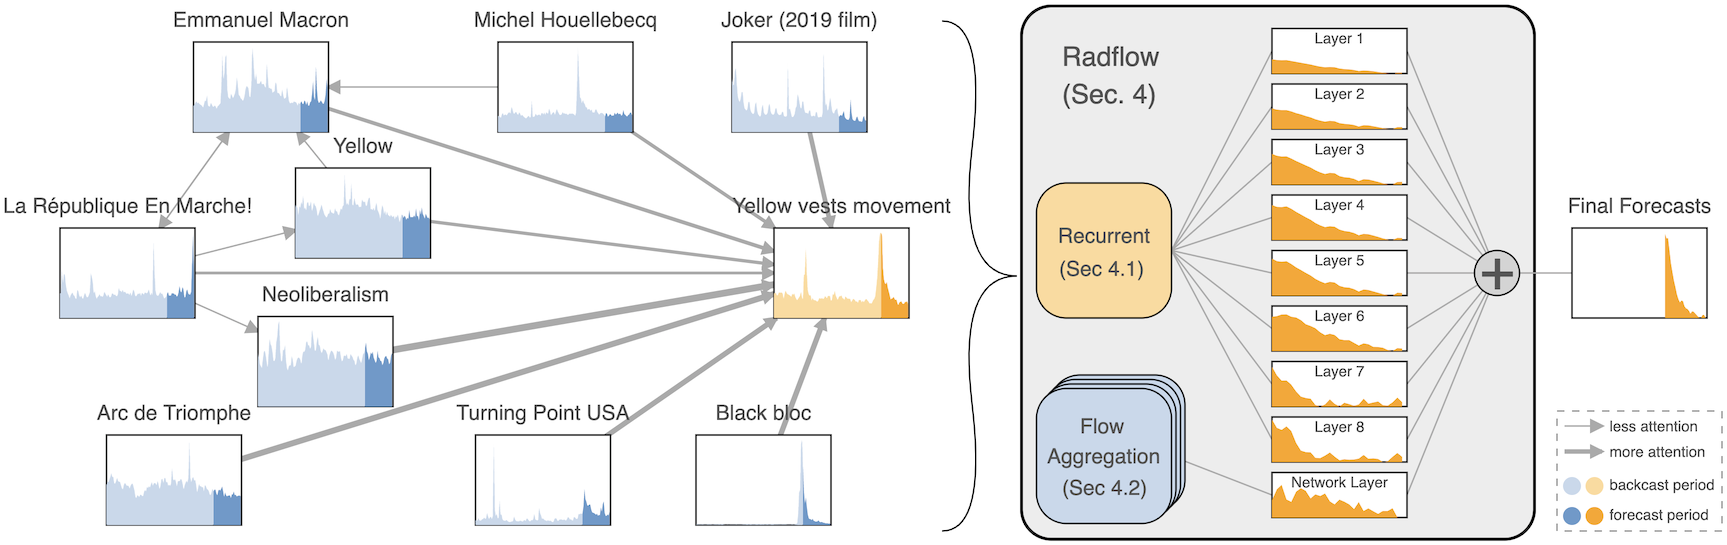 Emmanuel Macron
Michel Houellebecq
Joker (2019 film)
Yellow
La République En Marche!
Yellow vests movement
Neoliberalism
Arc de Triomphe
Turning Point USA
Black bloc
Radflow
(Sec. 4)
Recurrent
(Sec 4.1)
Flow
Aggregation
(Sec 4.2)
Layer 1
Layer 2
Layer 3
Layer 4
Layer 5
Layer 6
Layer 7
Layer 8
Network Layer
+
Final Forecasts
less attention
more attention
backcast period
forecast period